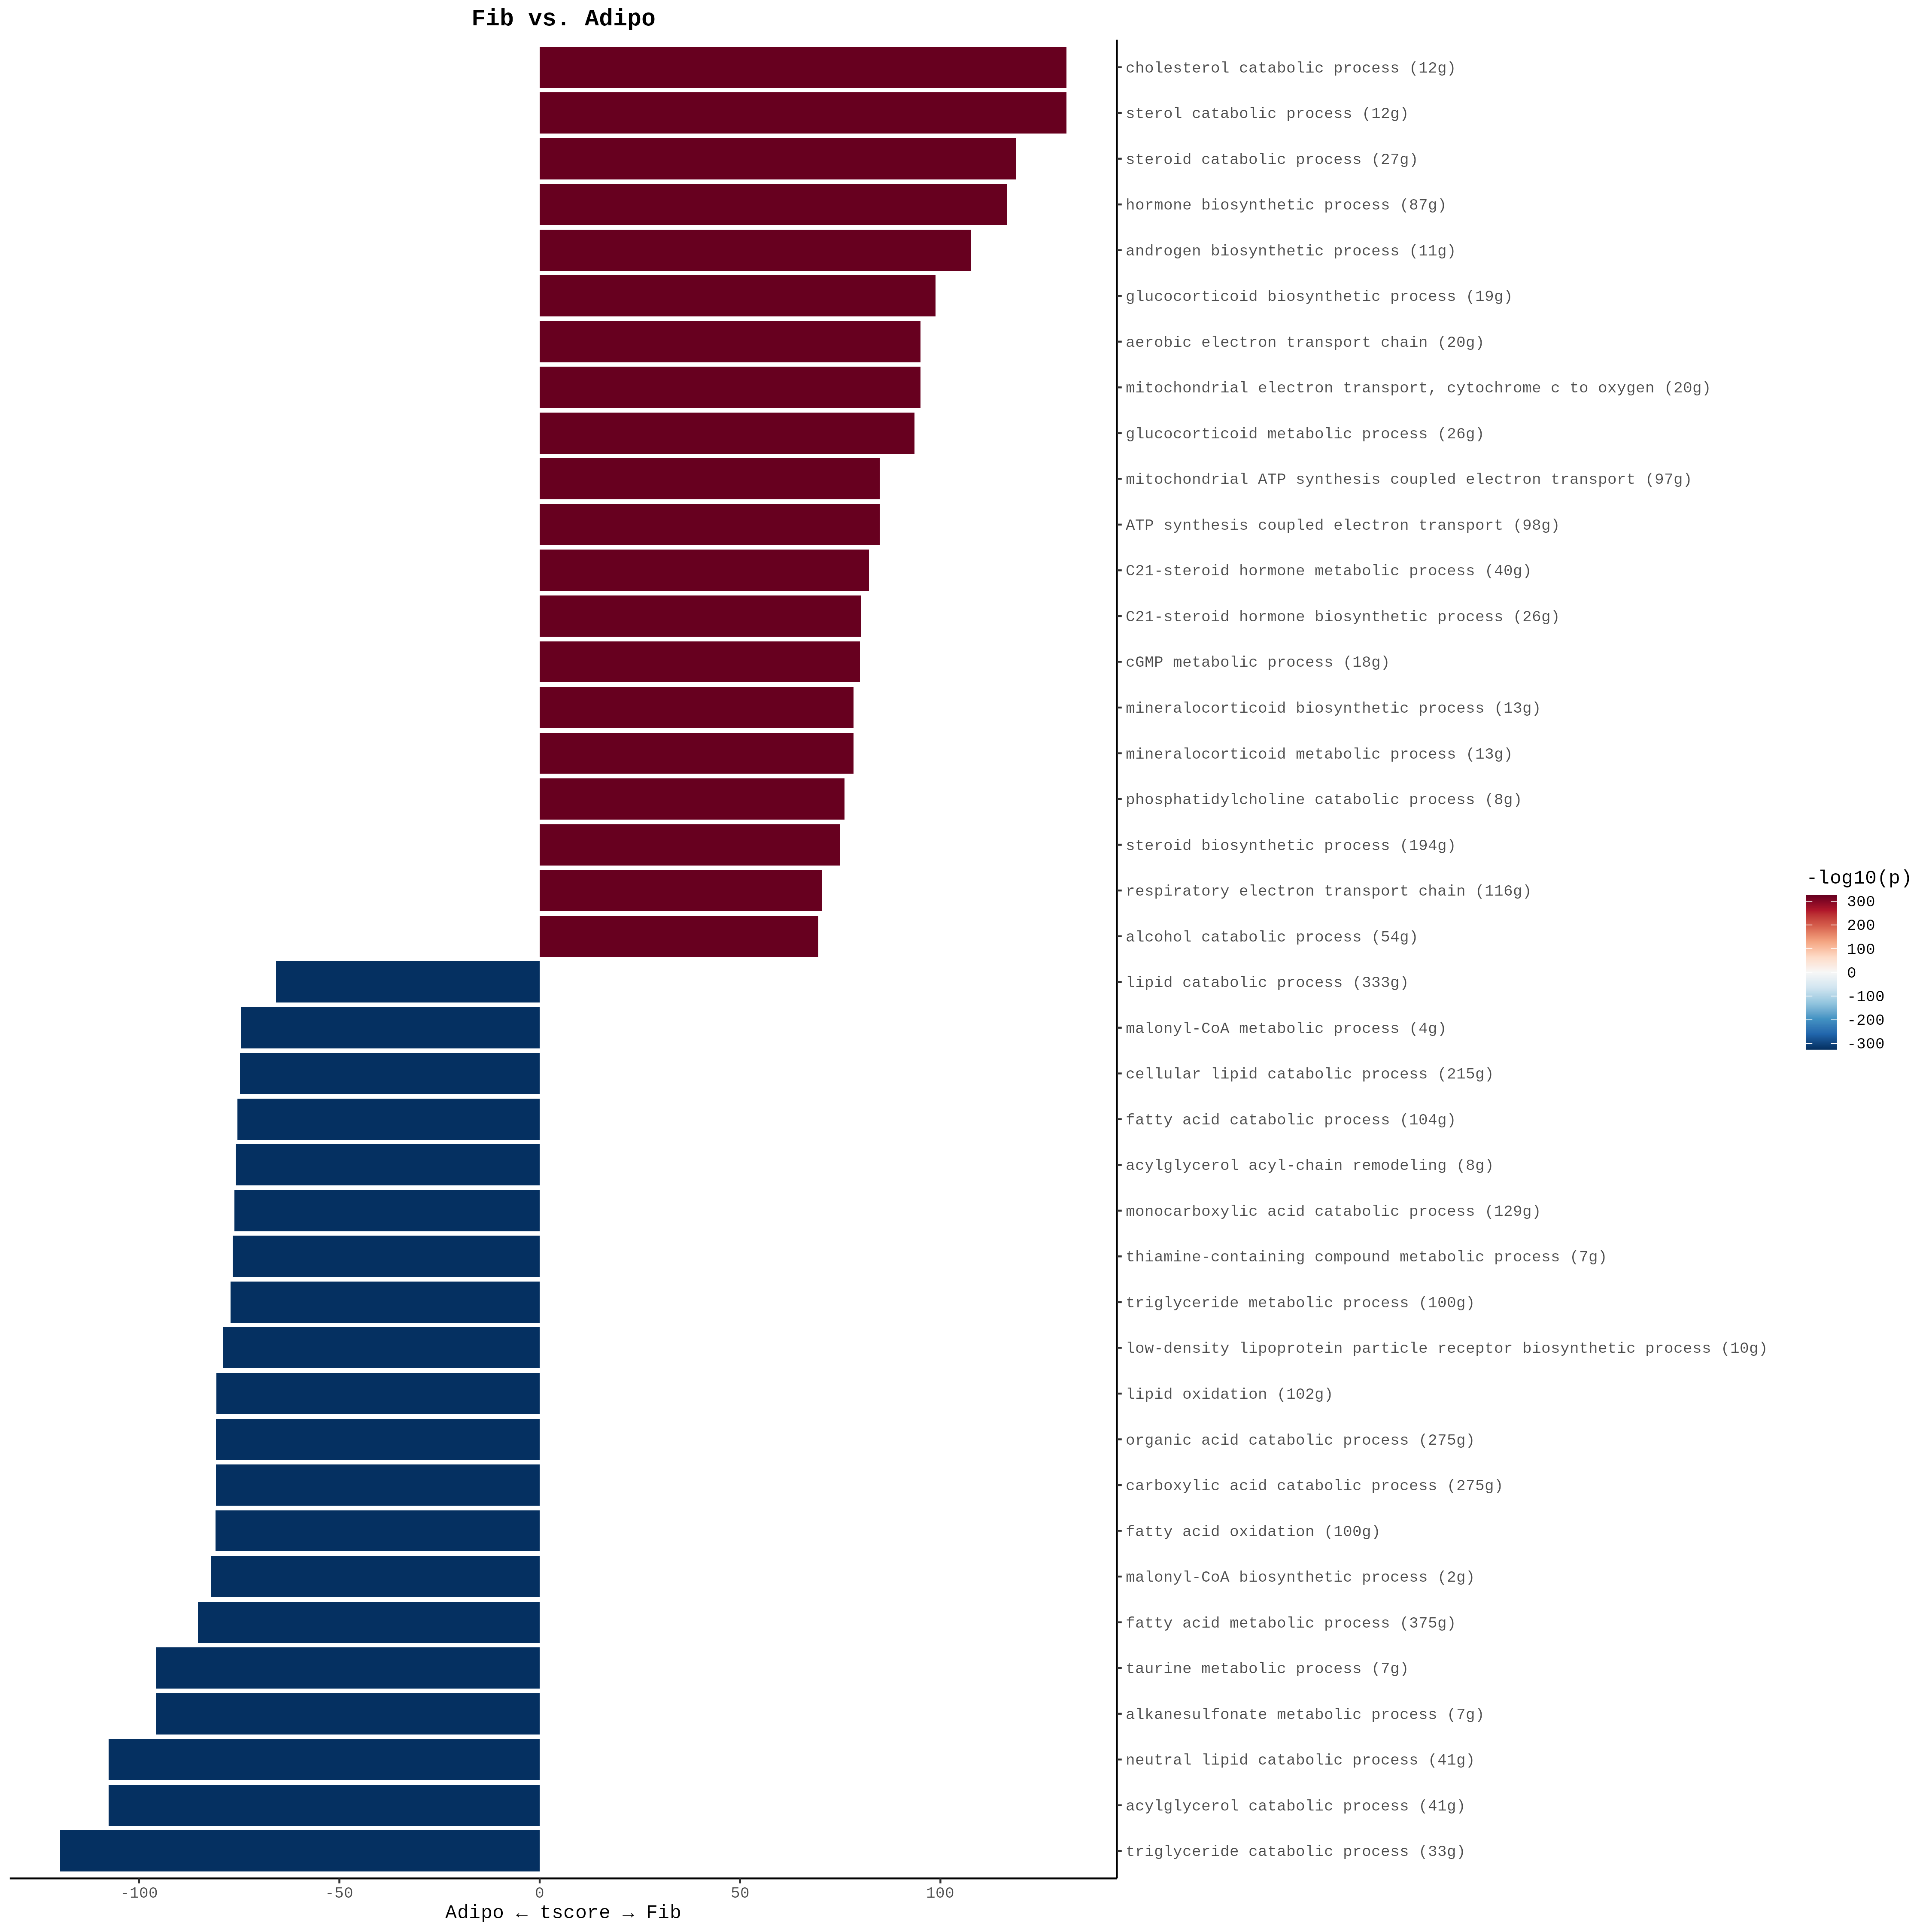 Fib vs. Adipo
cholesterol catabolic process (12g)
sterol catabolic process (12g)
steroid catabolic process (27g)
hormone biosynthetic process (87g)
androgen biosynthetic process (11g)
glucocorticoid biosynthetic process (19g)
aerobic electron transport chain (20g)
mitochondrial electron transport, cytochrome c to oxygen (20g)
glucocorticoid metabolic process (26g)
mitochondrial ATP synthesis coupled electron transport (97g)
ATP synthesis coupled electron transport (98g)
C21-steroid hormone metabolic process (40g)
C21-steroid hormone biosynthetic process (26g)
cGMP metabolic process (18g)
mineralocorticoid biosynthetic process (13g)
mineralocorticoid metabolic process (13g)
phosphatidylcholine catabolic process (8g)
steroid biosynthetic process (194g)
respiratory electron transport chain (116g)
alcohol catabolic process (54g)
lipid catabolic process (333g)
malonyl-CoA metabolic process (4g)
cellular lipid catabolic process (215g)
fatty acid catabolic process (104g)
acylglycerol acyl-chain remodeling (8g)
monocarboxylic acid catabolic process (129g)
thiamine-containing compound metabolic process (7g)
triglyceride metabolic process (100g)
low-density lipoprotein particle receptor biosynthetic process (10g)
lipid oxidation (102g)
organic acid catabolic process (275g)
carboxylic acid catabolic process (275g)
fatty acid oxidation (100g)
malonyl-CoA biosynthetic process (2g)
fatty acid metabolic process (375g)
taurine metabolic process (7g)
alkanesulfonate metabolic process (7g)
neutral lipid catabolic process (41g)
acylglycerol catabolic process (41g)
triglyceride catabolic process (33g)
-100 -50 0 50 100
Adipo ← tscore → Fib
-log10(p)
300
200
100
0
-100
-200
-300